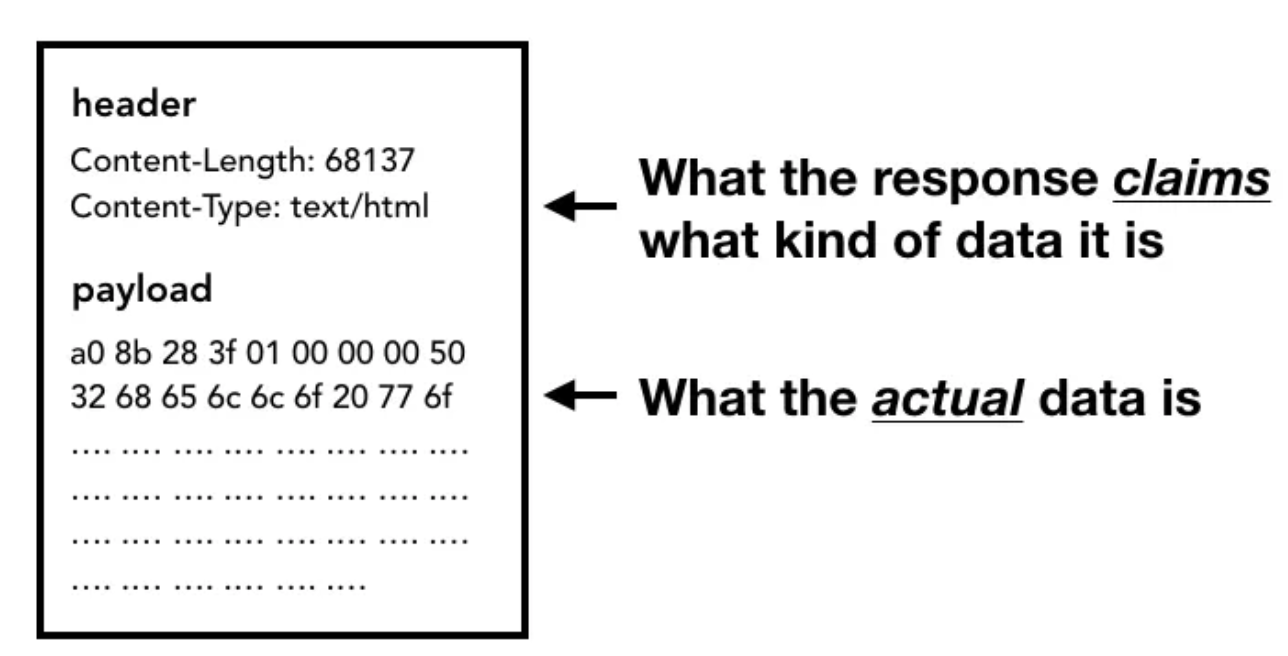 header
Content-Length: 68137
Content-Type: text/html
What the response claims
what kind of data it is
payload
a0 8b 28 3f 01 00 00 00 50
32 68 65 6c 6c 6f 20 77 6f
What the actual data is
.... .... .... .... .... .... .... ....
.... .... .... .... .... .... .... ....
.... .... .... .... .... .... .... ....
.... .... .... .... .... ....